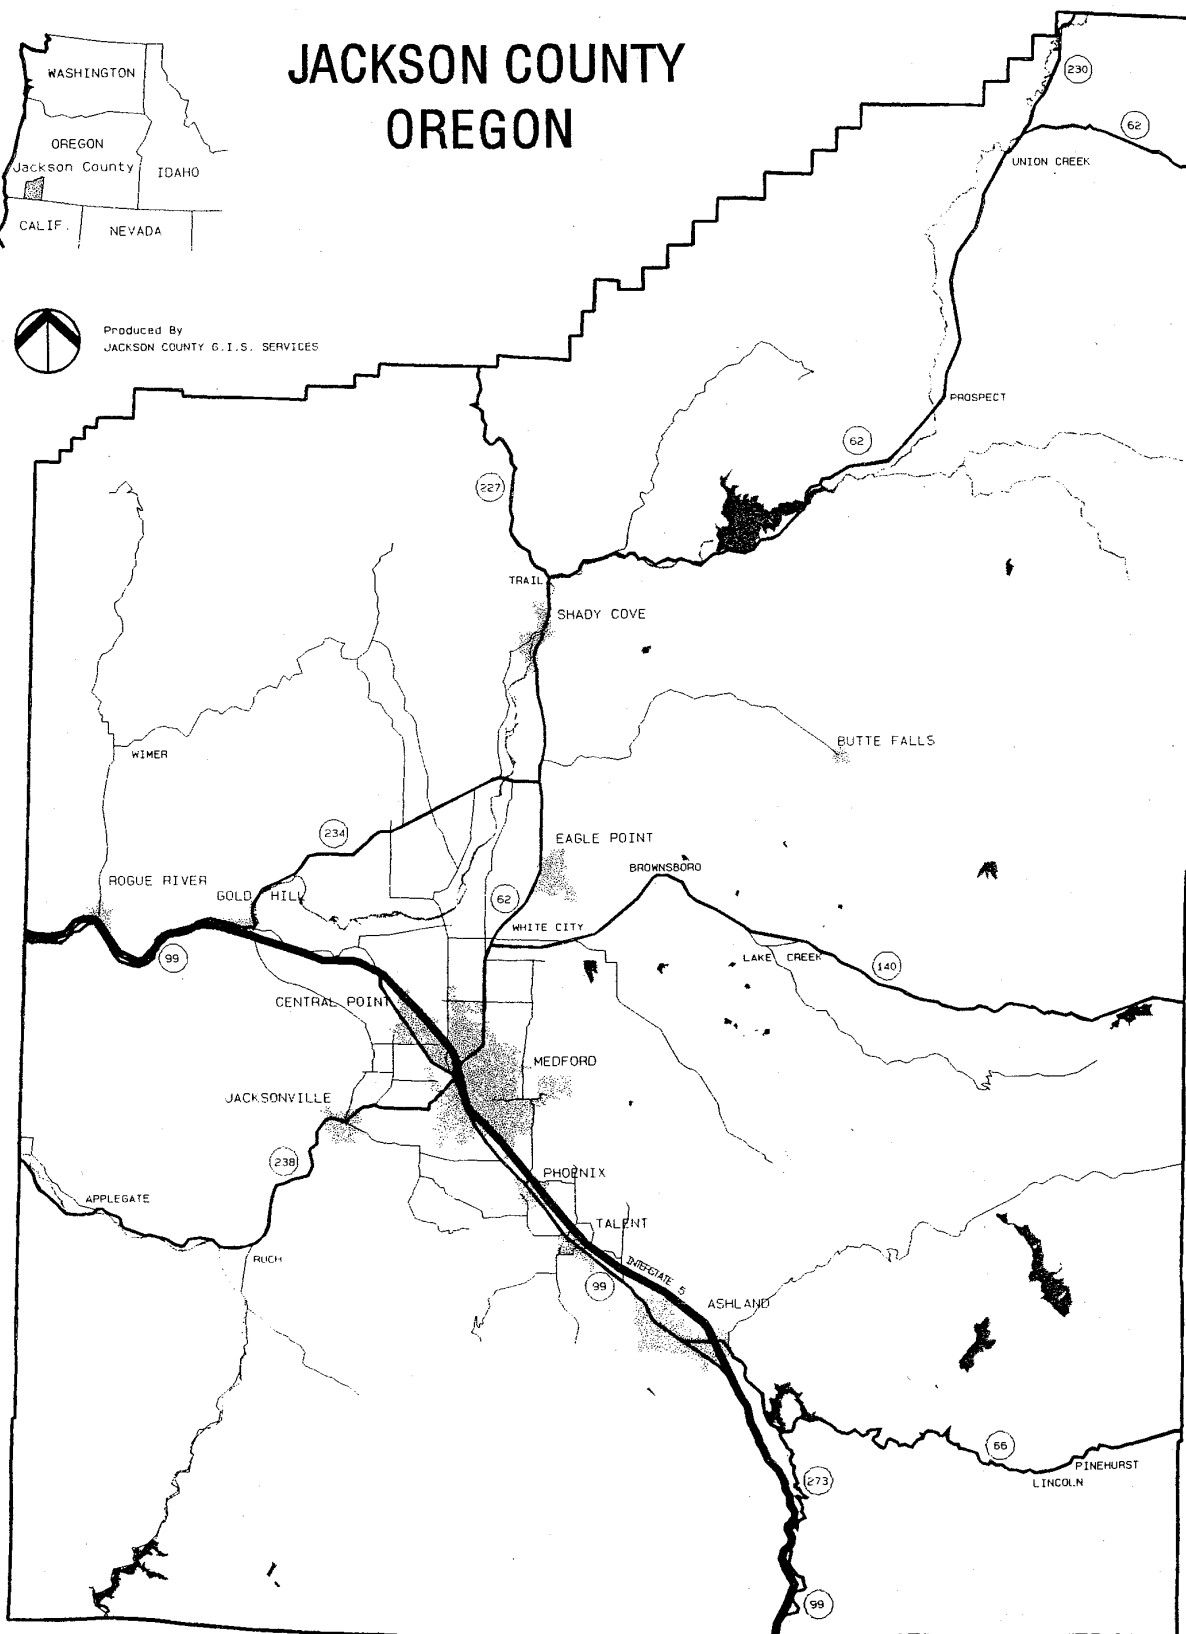 JACKSON COUNTY
OREGON
WASHINGTON
OREGON
Jackson County
IDAHO
CALIF.
NEVADA
Produced By
JACKSON COUNTY G.I.S. SERVICES
230
62
UNION CREEK
PROSPECT
62
227
TRAIL
SHADY COVE
BUTTE FALLS
WIMER
234
EAGLE POINT
BROWNSBORO
ROGUE RIVER
GOLD HILL
62
WHITE CITY
99
LAKE CREEK
140
CENTRAL POINT
MEDFORD
JACKSONVILLE
238
PHOENIX
APPLEGATE
TALENT
RUCH
INTERSTATE 5
99
ASHLAND
66
PINEHURST
LINCOLN
273
99